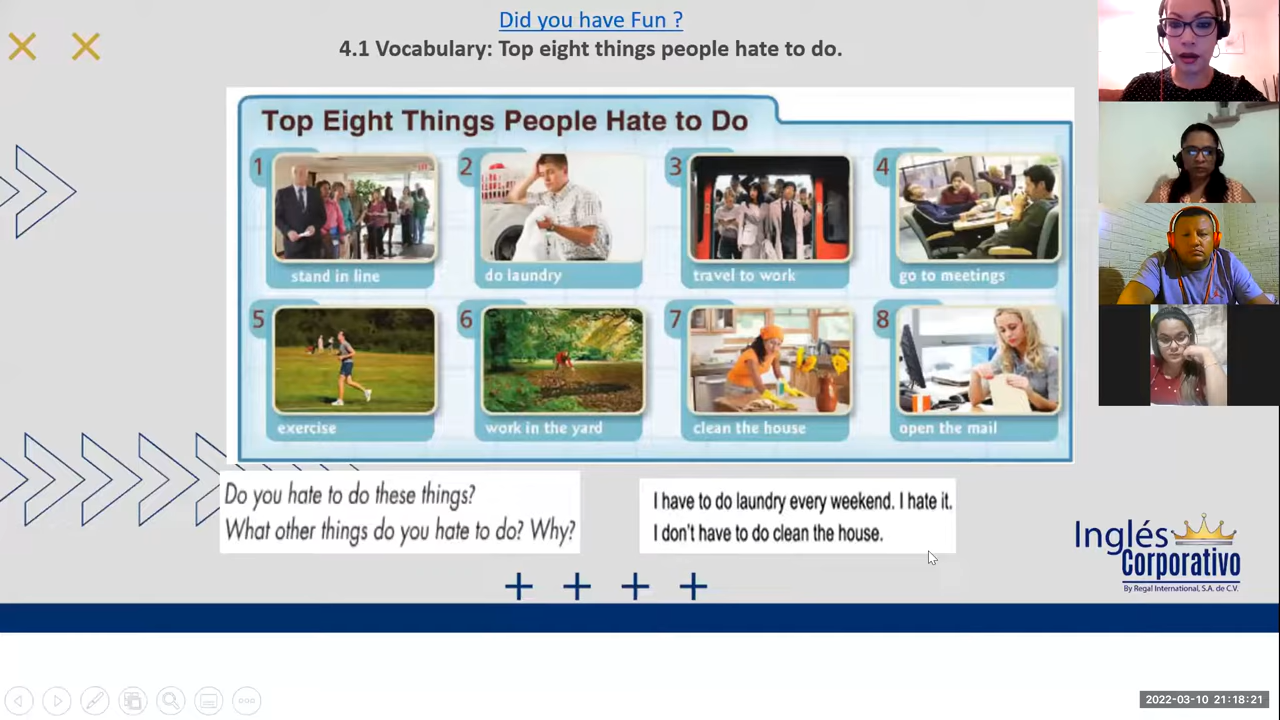 Did you have Fun ?
4.1 Vocabulary: Top eight things people hate to do.
Top Eight Things People Hate to Do
1
stand in line
2
do laundry
3
travel to work
4
go to meetings
5
exercise
6
work in the yard
7
clean the house
8
open the mail
Do you hate to do these things?
What other things do you hate to do? Why?
I have to do laundry every weekend. I hate it.
I don't have to do clean the house.
Inglés
Corporativo
By Regal International, S.A. de C.V.
2022-03-10 21:18:21